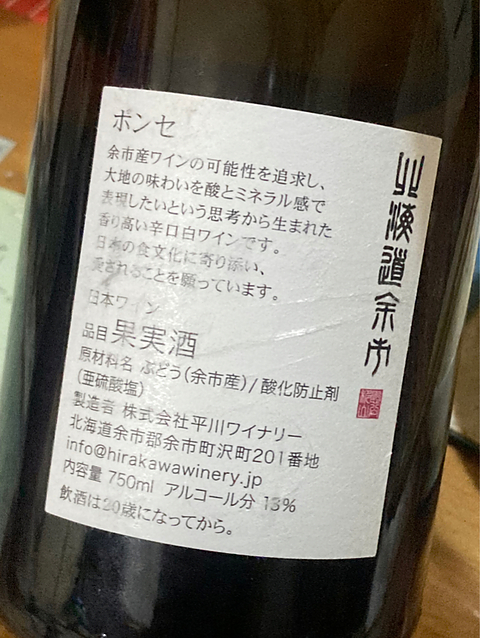 ポンセ
余市産ワインの可能性を追求し、
大地の味わいを酸とミネラル感で
表現したいという思考から生まれた
香り高い辛口白ワインです。
日本の食文化に寄り添い、
愛されることを願っています。
日本ワイン
品目 果実酒
原材料名 ぶどう(余市産)/酸化防止剤
(亜硫酸塩)
製造者 株式会社平川ワイナリー
北海道余市郡余市町沢町201番地
info@hirakawawinery.jp
内容量 750ml アルコール分 13%
飲酒は20歳になってから。
北海道余市